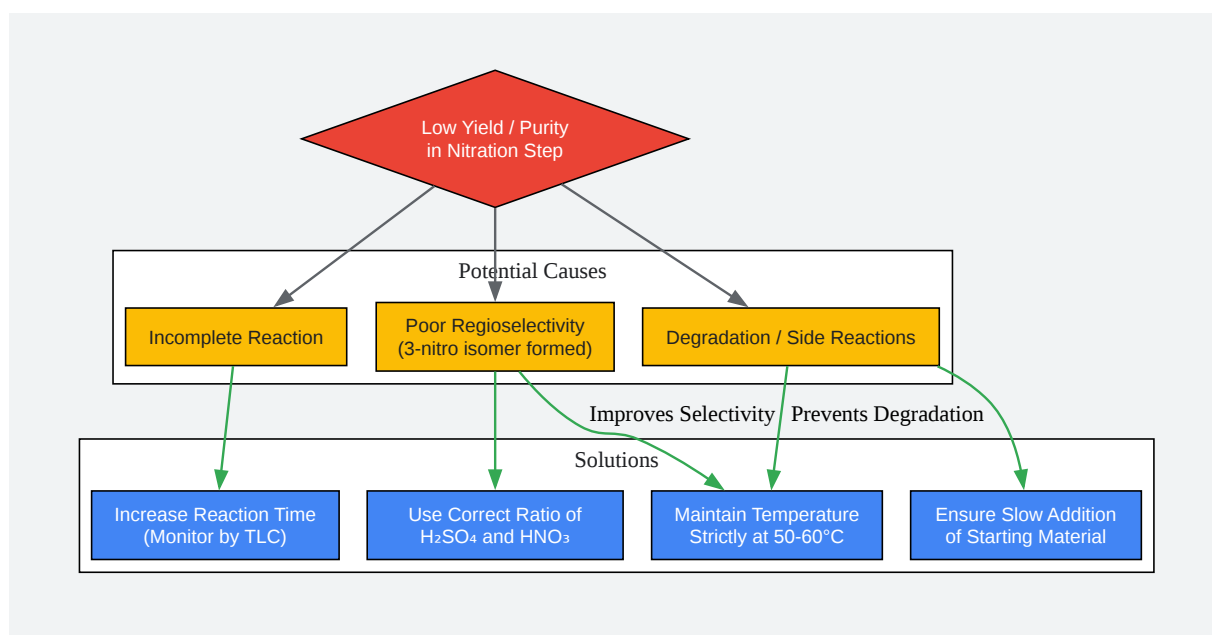 Low Yield / Purity
in Nitration Step
Potential Causes
Incomplete Reaction
Poor Regioselectivity
(3-nitro isomer formed)
Degradation / Side Reactions
Improves Selectivity
Prevents Degradation
Solutions
Increase Reaction Time
(Monitor by TLC)
Use Correct Ratio of
H₂SO₄ and HNO₃
Maintain Temperature
Strictly at 50-60°C
Ensure Slow Addition
of Starting Material